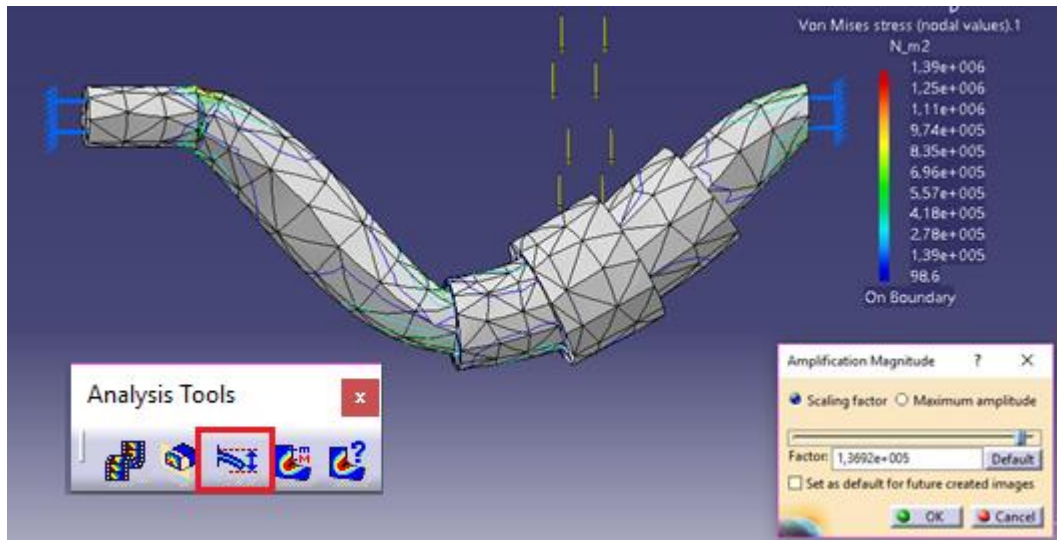 Von Mises stress (nodal values).1
N_m2
1,39e+006
1,25e+006
1,11e+006
9,74e+005
8,35e+005
6,96e+005
5,57e+005
4,18e+005
2,78e+005
1,39e+005
98,6
On Boundary
Amplification Magnitude ? X
Scaling factor Maximum amplitude
Factor: 1,3692e+005 Default
Set as default for future created images
OK Cancel
Analysis Tools x
m
M ?